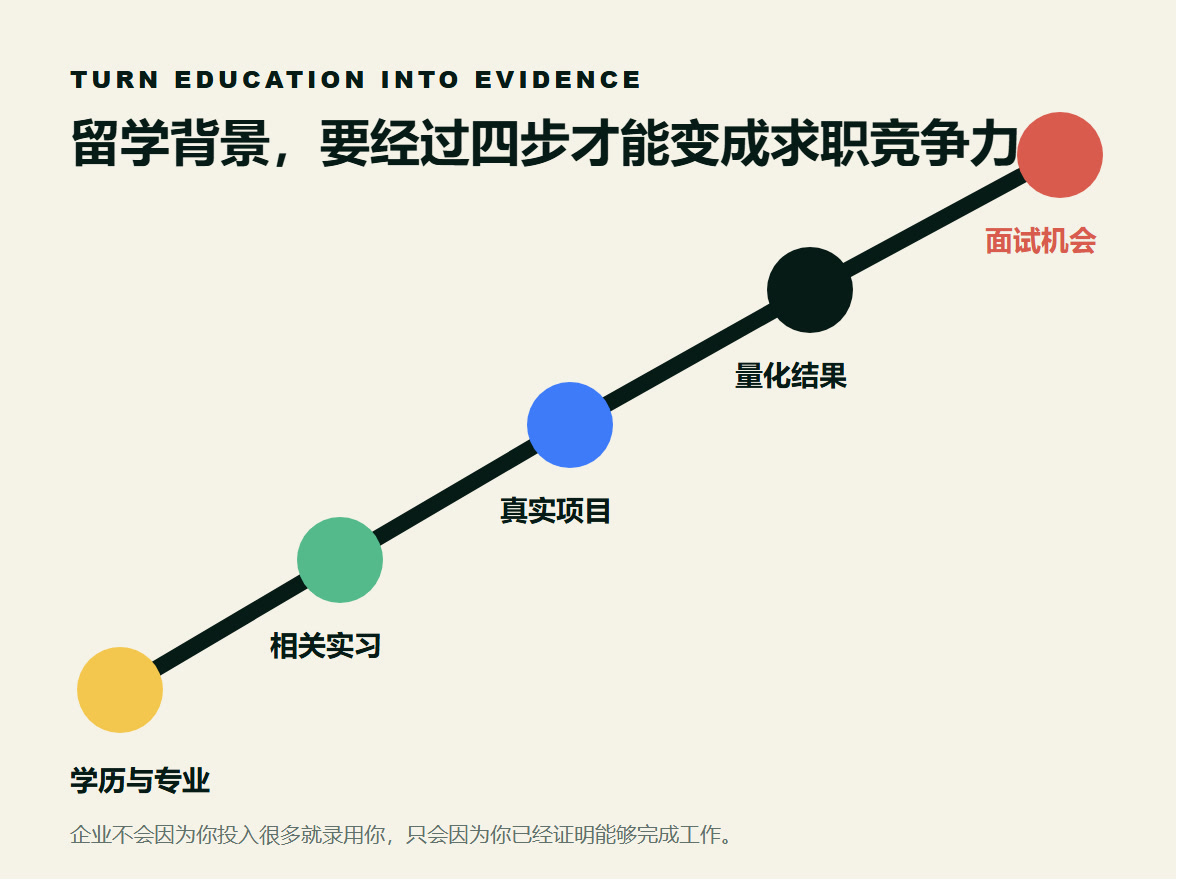 TURN EDUCATION INTO EVIDENCE
留学背景，要经过四步才能变成求职竞争力
面试机会
量化结果
真实项目
相关实习
学历与专业
企业不会因为你投入很多就录用你，只会因为你已经证明能够完成工作。